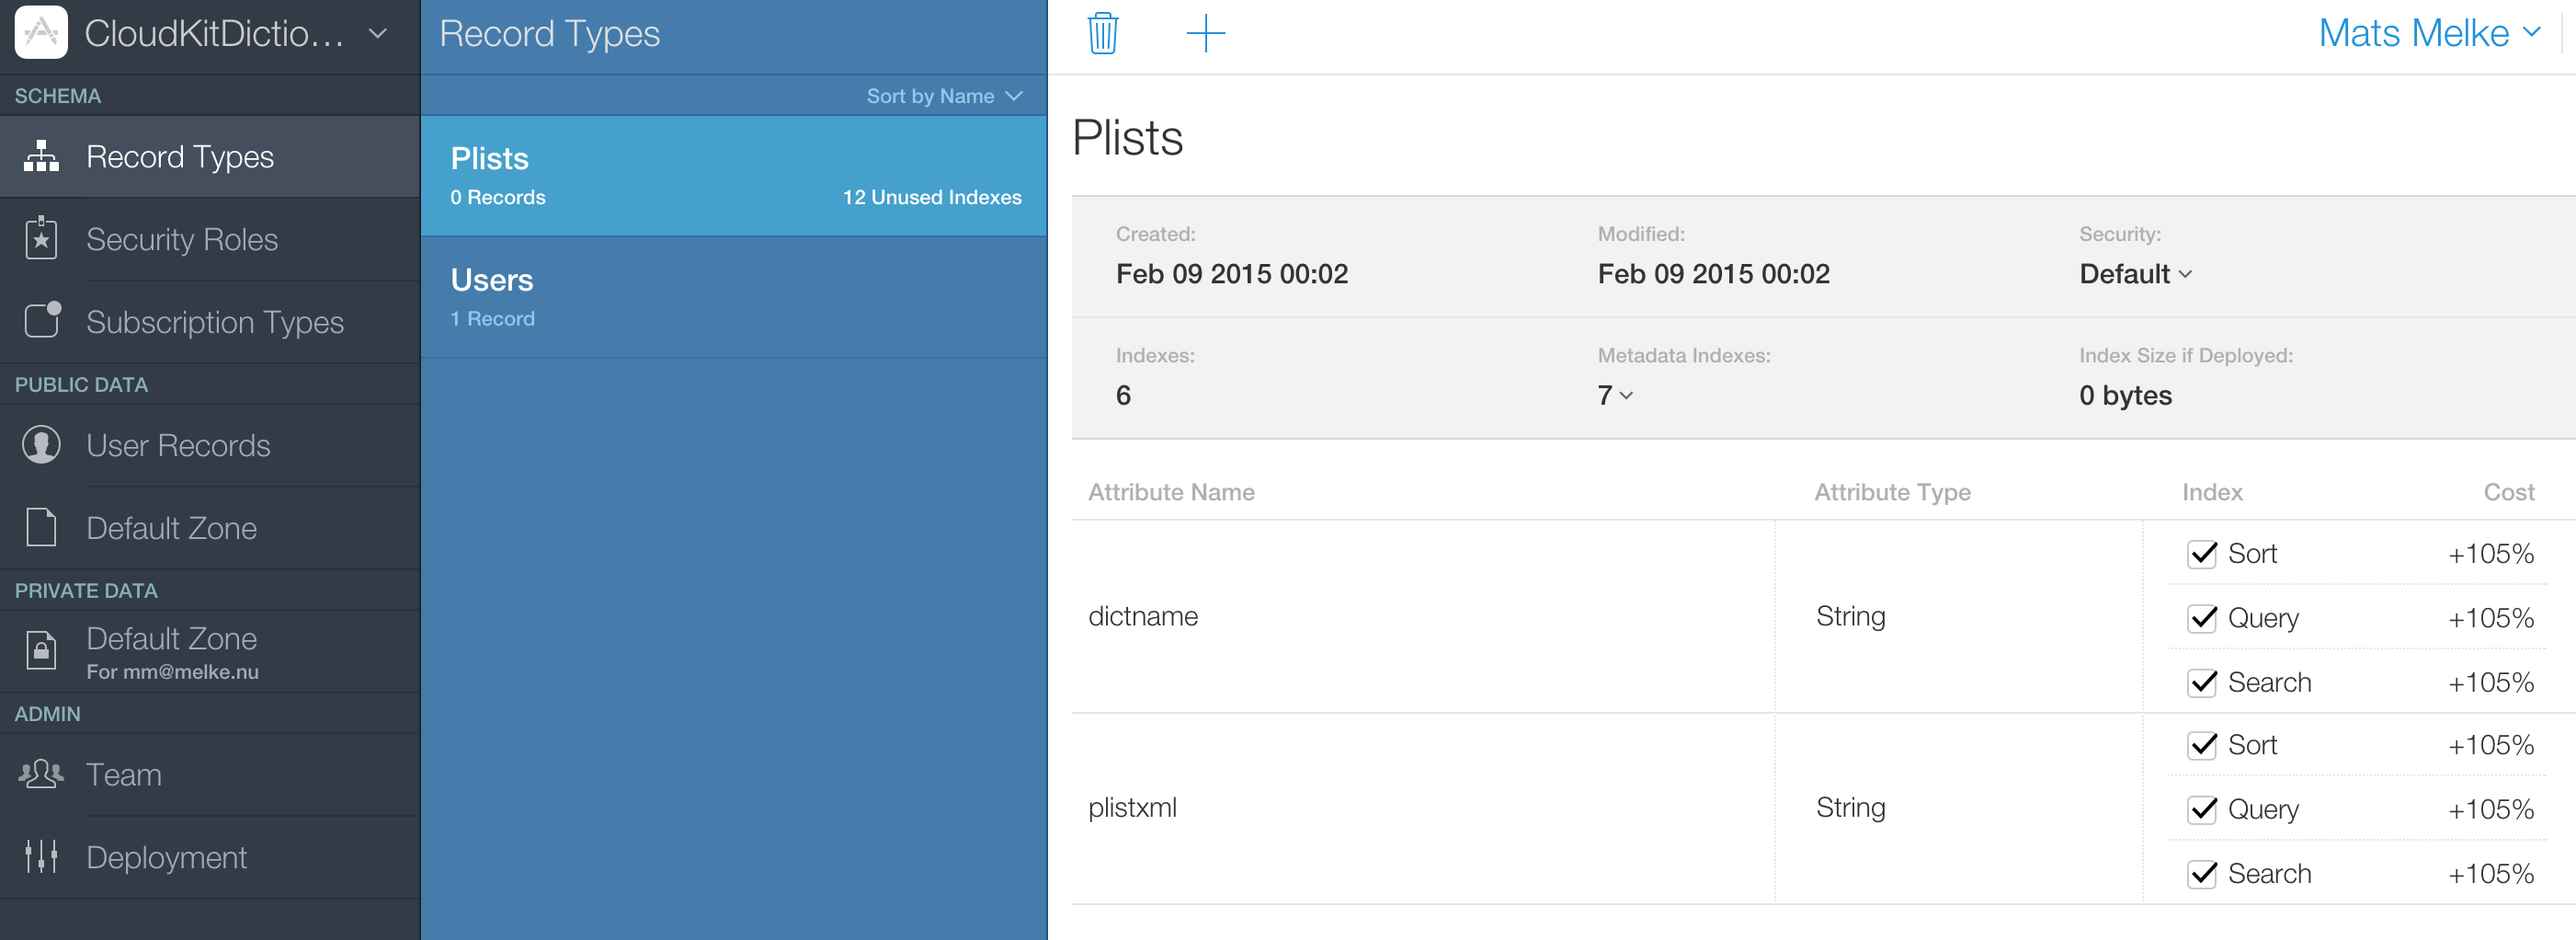 CloudKitDictio...
SCHEMA
Record Types
Security Roles
Subscription Types
PUBLIC DATA
User Records
Default Zone
PRIVATE DATA
Default Zone
For mm@melke.nu
ADMIN
Team
Deployment
Record Types
Sort by Name
Plists
0 Records 12 Unused Indexes
Users
1 Record
Mats Melke
Plists
Created: Modified: Security:
Feb 09 2015 00:02 Feb 09 2015 00:02 Default
Indexes: Metadata Indexes: Index Size if Deployed:
6 7 0 bytes
Attribute Name Attribute Type Index Cost
dictname String
Sort +105%
Query +105%
Search +105%
plistxml String
Sort +105%
Query +105%
Search +105%